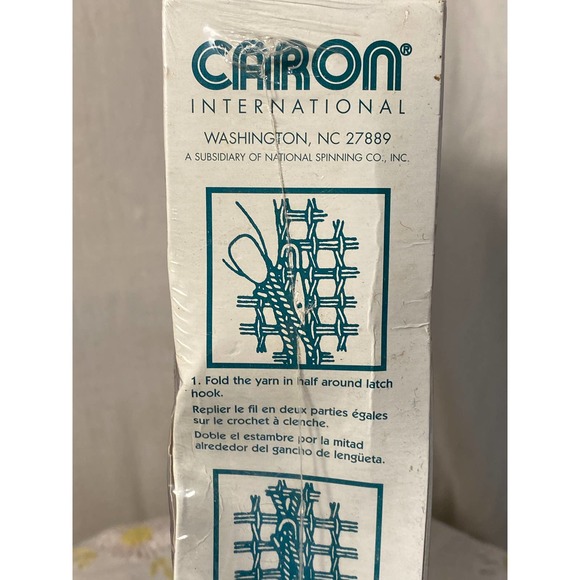 CARON®
INTERNATIONAL
WASHINGTON, NC 27889
A SUBSIDIARY OF NATIONAL SPINNING CO., INC.
1. Fold the yarn in half around latch
hook.
Replier le fil en deux parties égales
sur le crochet à clenche.
Doble el estambre por la mitad
alrededor del gancho de lengüeta.